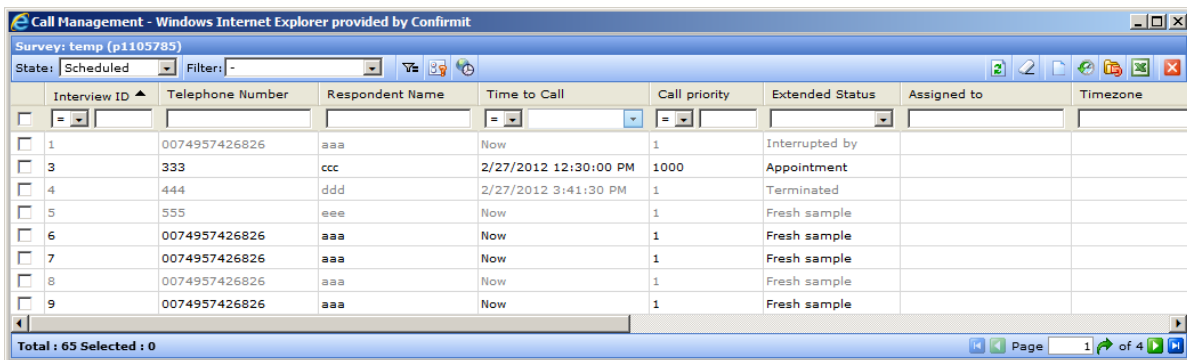 Call Management - Windows Internet Explorer provided by Confirmit
Survey: temp (p1105785)
State: Scheduled Filter: -
Interview ID Telephone Number Respondent Name Time to Call Call priority Extended Status Assigned to Timezone
= = =
1 0074957426826 aaa Now 1 Interrupted by
3 333 ccc 2/27/2012 12:30:00 PM 1000 Appointment
4 444 ddd 2/27/2012 3:41:30 PM 1 Terminated
5 555 eee Now 1 Fresh sample
6 0074957426826 aaa Now 1 Fresh sample
7 0074957426826 aaa Now 1 Fresh sample
8 0074957426826 aaa Now 1 Fresh sample
9 0074957426826 aaa Now 1 Fresh sample
Total : 65 Selected : 0 Page 1 of 4